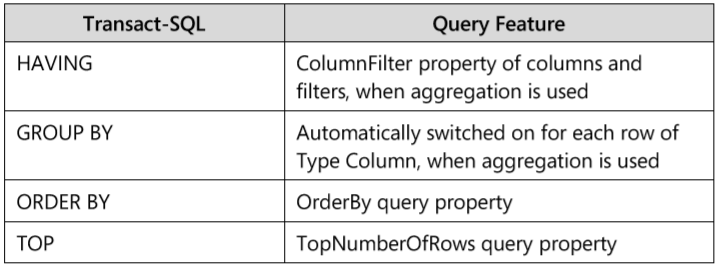 Transact-SQL
Query Feature
HAVING
ColumnFilter property of columns and
filters, when aggregation is used
GROUP BY
Automatically switched on for each row of
Type Column, when aggregation is used
ORDER BY
OrderBy query property
TOP
TopNumberOfRows query property